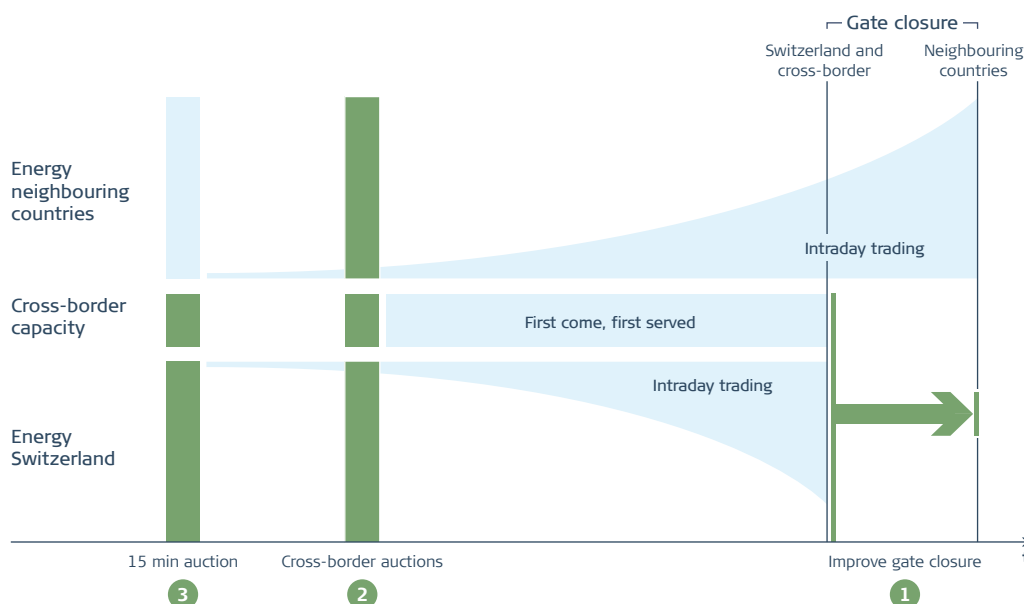 Gate closure
Switzerland and
cross-border
Neighbouring
countries
Energy
neighbouring
countries
Intraday trading
Cross-border
capacity
First come, first served
Intraday trading
Energy
Switzerland
15 min auction
Cross-border auctions
Improve gate closure
3
2
1